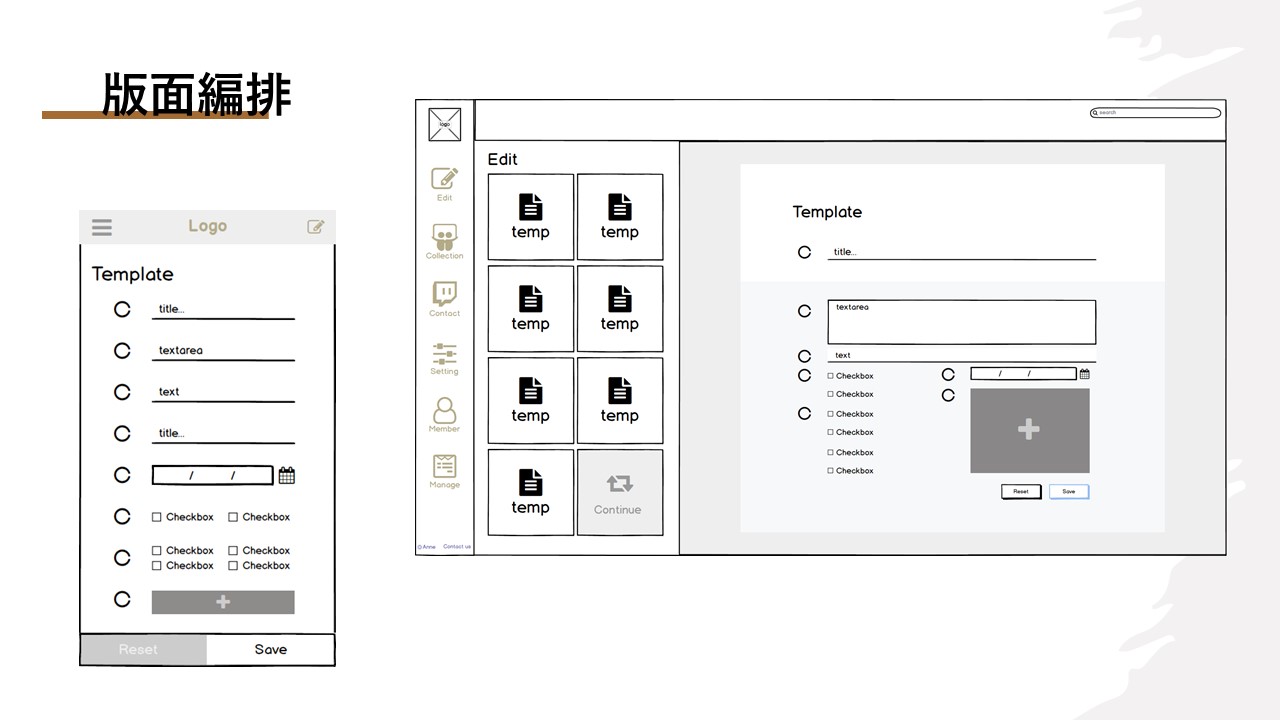 版面編排
Logo
Template
title...
textarea
text
title...
/ /
Checkbox Checkbox
Checkbox Checkbox
Checkbox Checkbox
Reset Save
logo
search
Edit
Collection
Contact
Setting
Member
Manage
© Anne Contact us
Edit
temp temp
temp temp
temp temp
temp Continue
Template
title...
textarea
text
Checkbox / /
Checkbox
Checkbox
Checkbox
Checkbox
Checkbox
Reset Save